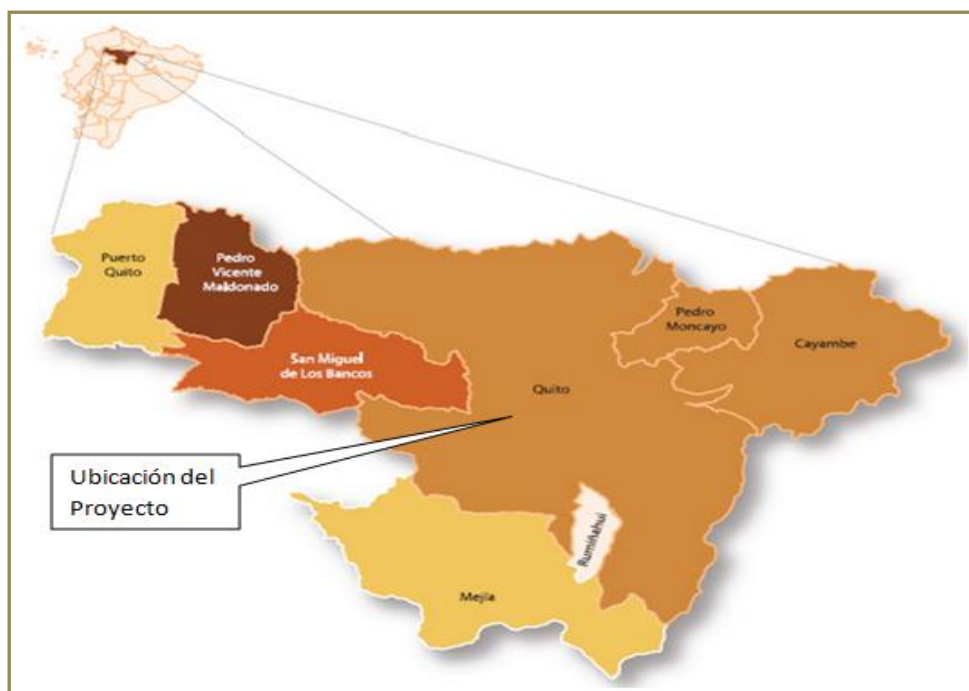 Puerto
Quito
Pedro
Vicente
Maldonado
San Miguel
de Los Bancos
Pedro
Moncayo
Cayambe
Quito
Ubicación del
Proyecto
Rumiñahui
Mejía